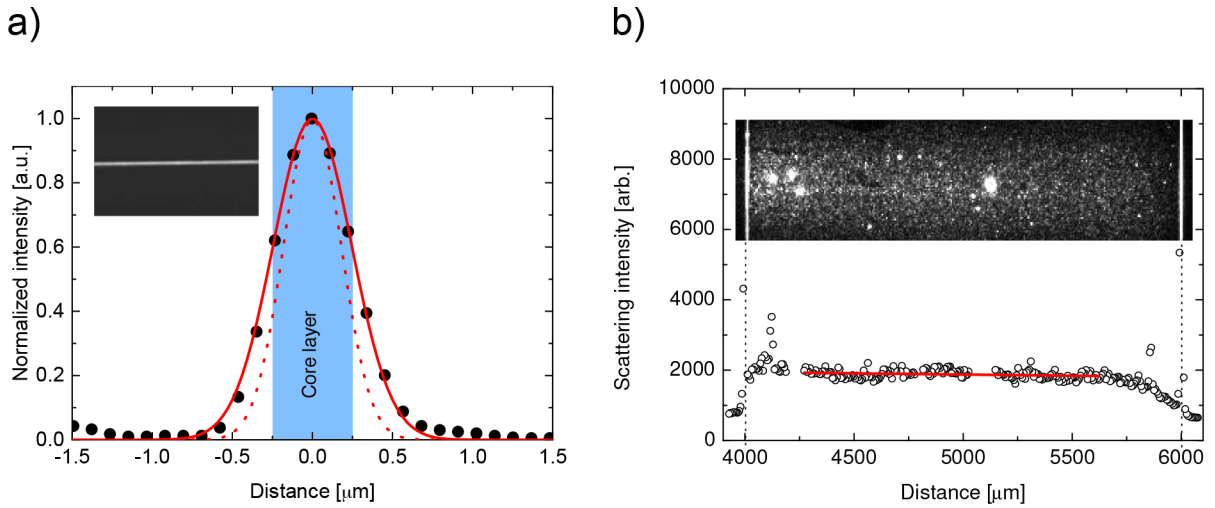 a)
Normalized intensity [a.u.]
1.0
0.8
0.6
0.4
0.2
0.0
Core layer
-1.5 -1.0 -0.5 0.0 0.5 1.0 1.5
Distance [μm]
b)
Scattering intensity [arb.]
10000
8000
6000
4000
2000
0
4000 4500 5000 5500 6000
Distance [μm]